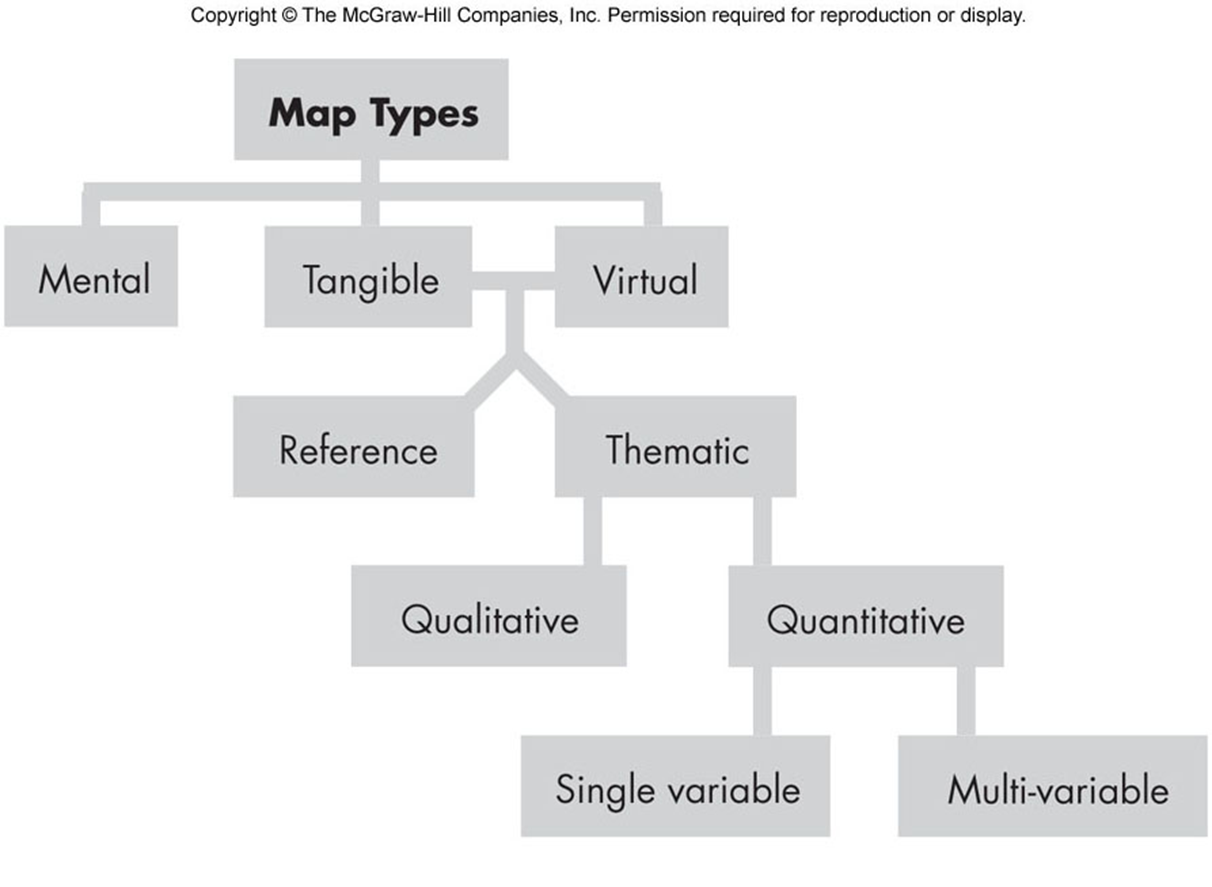 Copyright © The McGraw-Hill Companies, Inc. Permission required for reproduction or display.
Map Types
Mental
Tangible
Virtual
Reference
Thematic
Qualitative
Quantitative
Single variable
Multi-variable